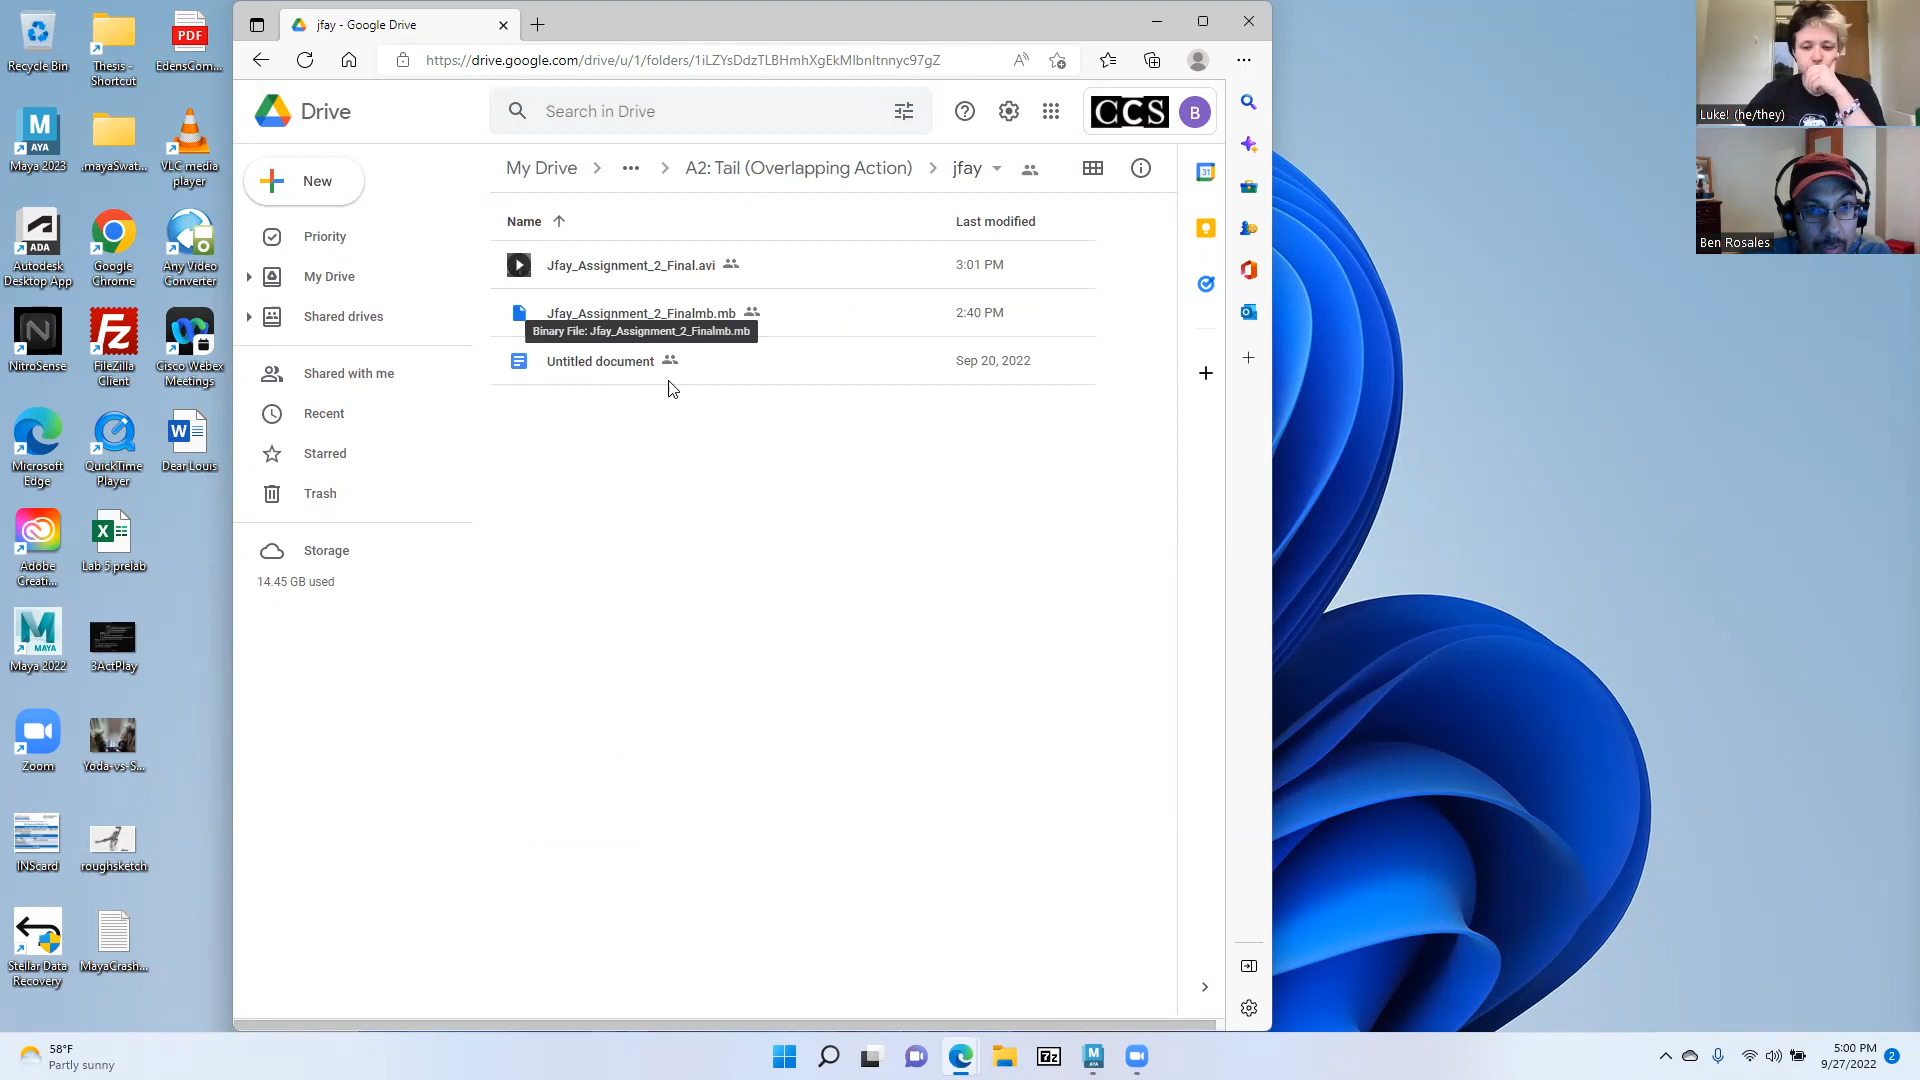 Recycle Bin
Thesis - Shortcut
PDF
EdensCom...
AYA
Maya 2023
.mayaSwat...
VLC media player
ADA
Autodesk Desktop App
Google Chrome
Any Video Converter
NitroSense
FileZilla Client
Cisco Webex Meetings
Microsoft Edge
QuickTime Player
Dear Louis
Adobe Creati...
Lab 5 prelab
MAYA
Maya 2022
3ActPlay
Zoom
Yoda-vs-S...
INScard
roughsketch
Stellar Data Recovery
MayaCrash...
jfay - Google Drive
https://drive.google.com/drive/u/1/folders/1iLZYsDdzTLBHmhXgEkMIbnItnnyc97gZ
Drive
Search in Drive
CCS
B
New
My Drive
A2: Tail (Overlapping Action)
jfay
Priority
My Drive
Shared drives
Shared with me
Recent
Starred
Trash
Storage
14.45 GB used
Name
Last modified
Jfay_Assignment_2_Final.avi
3:01 PM
Jfay_Assignment_2_Finalmb.mb
2:40 PM
Binary File: Jfay_Assignment_2_Finalmb.mb
Untitled document
Sep 20, 2022
31
Luke! (he/they)
Ben Rosales
58°F
Partly sunny
7z
5:00 PM
9/27/2022
2